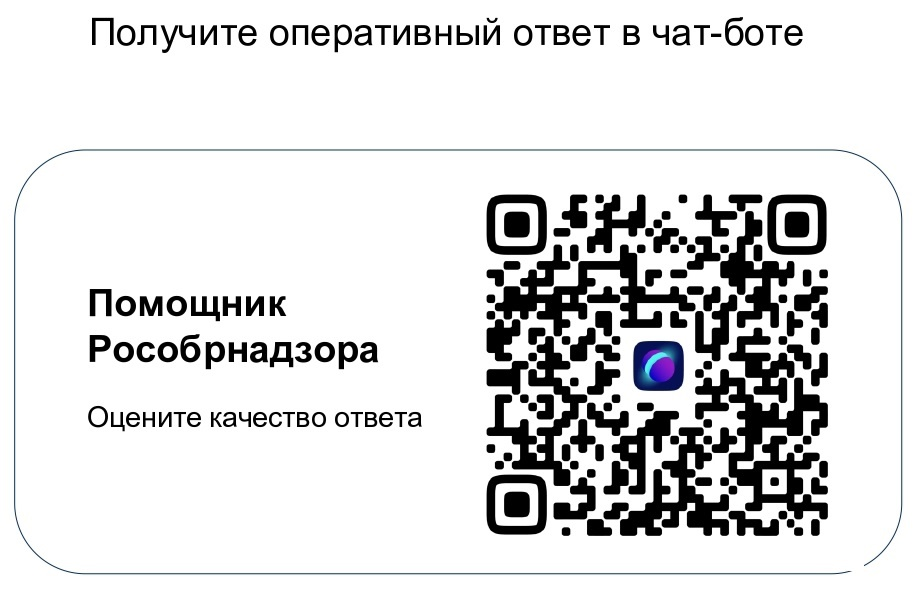 Получите оперативный ответ в чат-боте
Помощник
Рособрнадзора
Оцените качество ответа